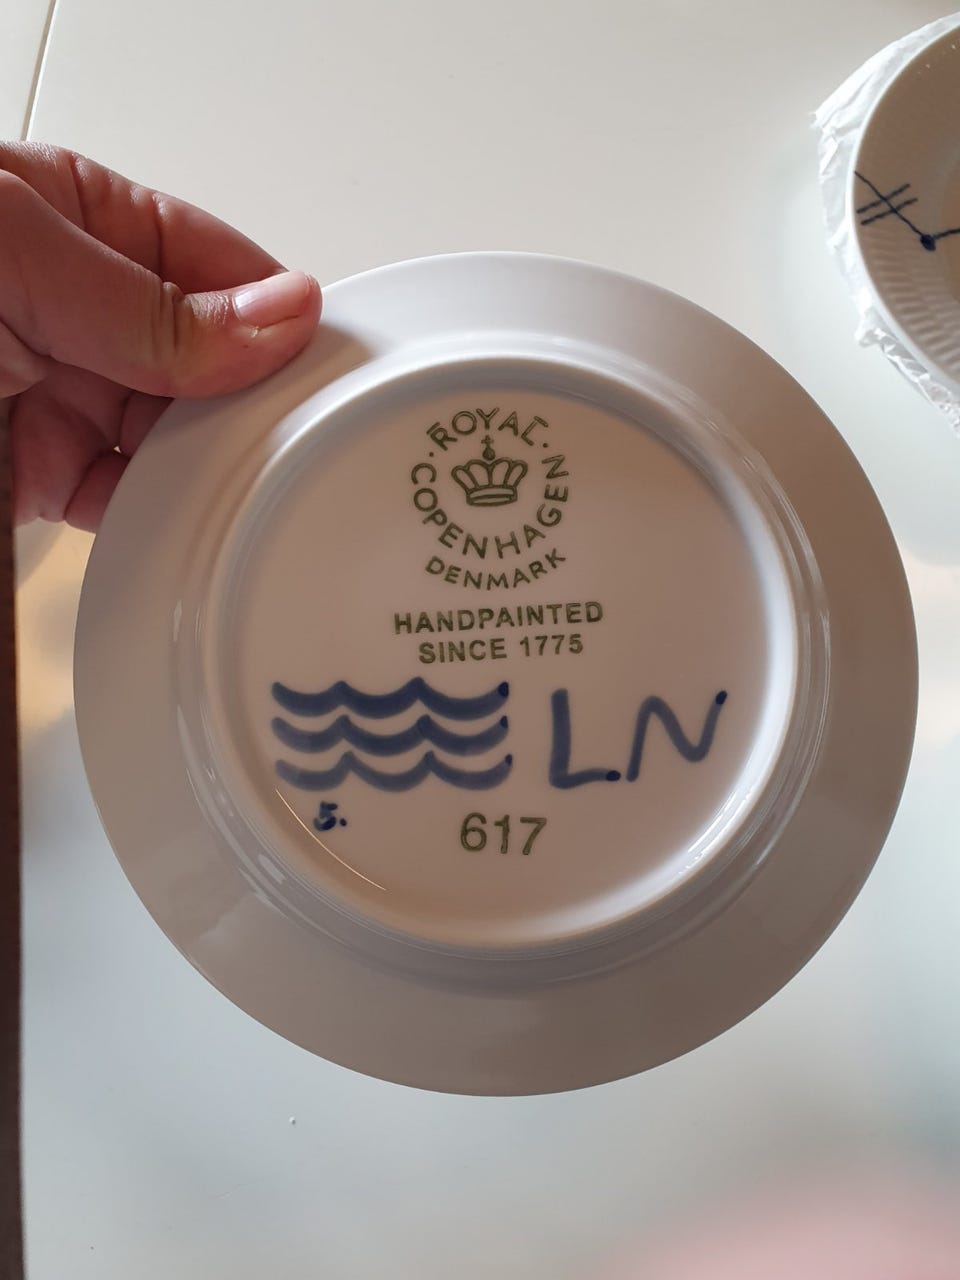 ROYAL
COPENHAGEN
DENMARK
HANDPAINTED
SINCE 1775
LN
5.
617